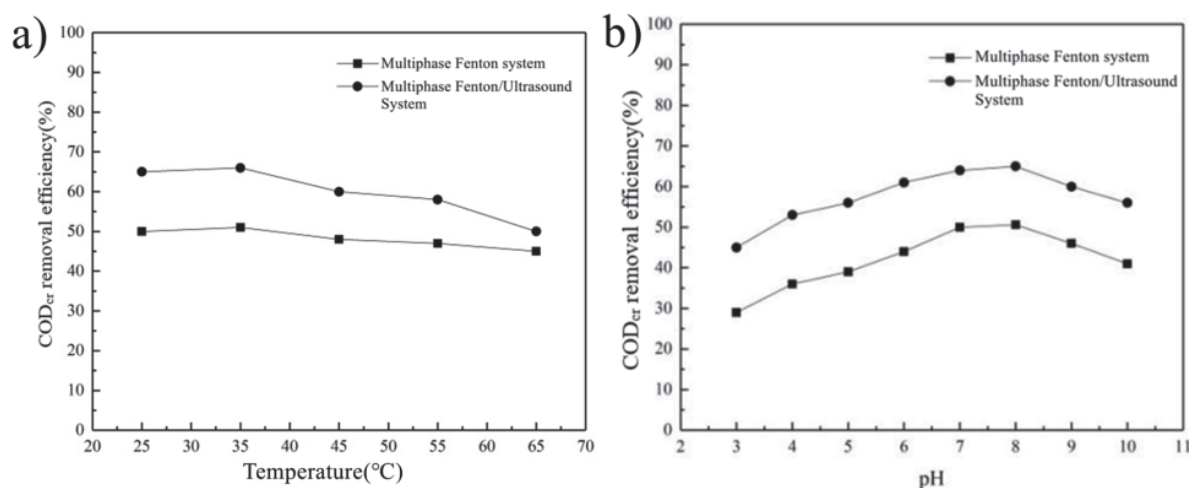 a)
COD_cr removal efficiency(%)
100
90
80
70
60
50
40
30
20
10
0
Multiphase Fenton system
Multiphase Fenton/Ultrasound
System
20 25 30 35 40 45 50 55 60 65 70
Temperature(°C)
b)
COD_cr removal efficiency(%)
100
90
80
70
60
50
40
30
20
10
0
Multiphase Fenton system
Multiphase Fenton/Ultrasound
System
2 3 4 5 6 7 8 9 10 11
pH